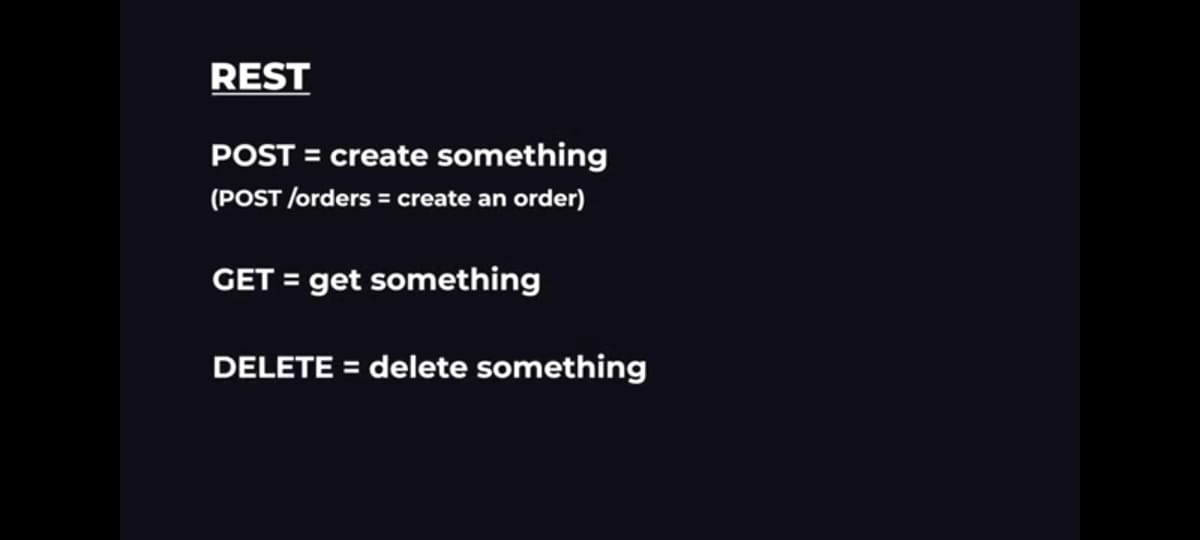 REST
POST = create something
(POST /orders = create an order)
GET = get something
DELETE = delete something